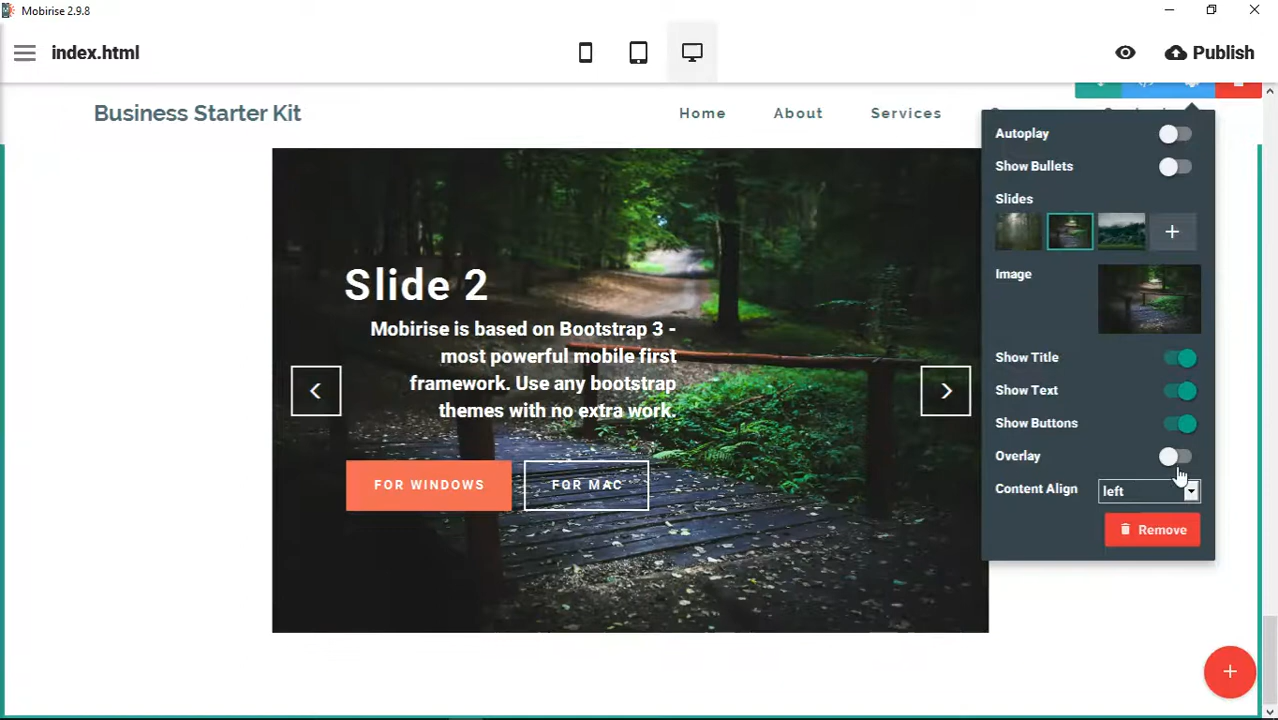 Mobirise 2.9.8
index.html
Publish
Business Starter Kit
Home
About
Services
Autoplay
Show Bullets
Slides
Image
Slide 2
Mobirise is based on Bootstrap 3 -
most powerful mobile first
framework. Use any bootstrap
themes with no extra work.
Show Title
Show Text
Show Buttons
Overlay
FOR WINDOWS
FOR MAC
Content Align
left
Remove